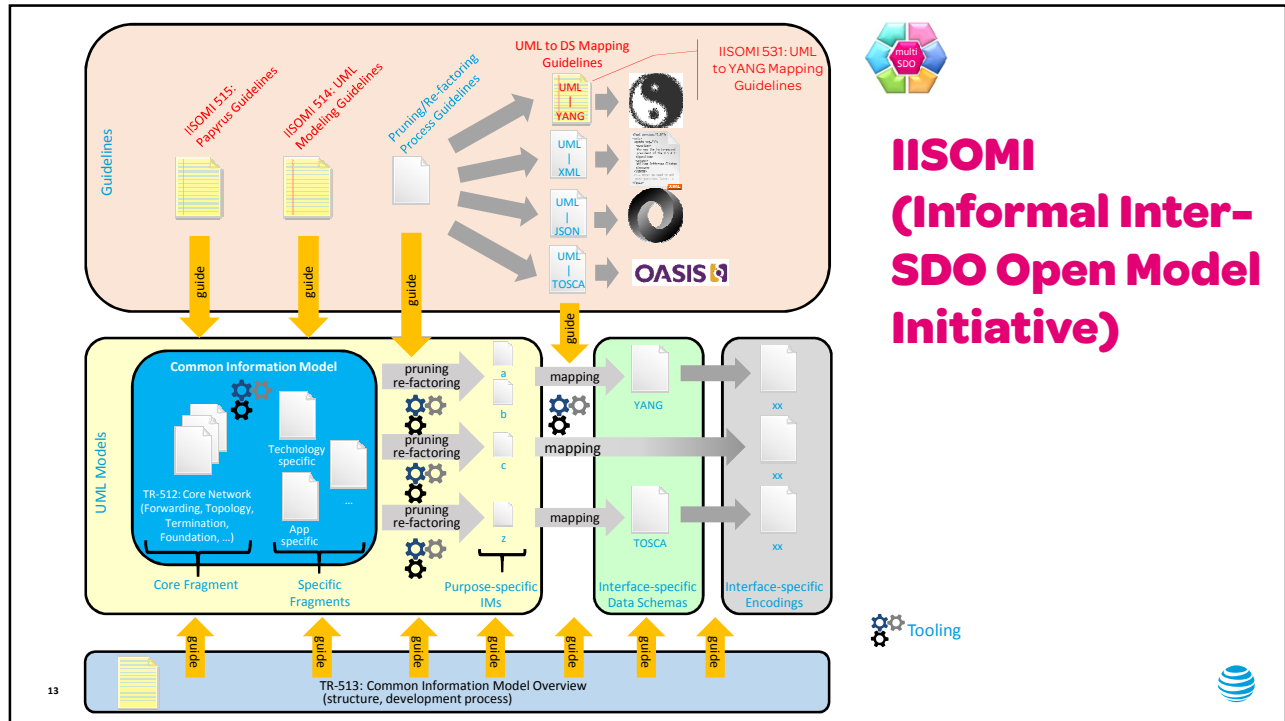 multi
SDO
IISOMI
(Informal Inter-
SDO Open Model
Initiative)
Guidelines
IISOMI 515:
Papyrus Guidelines
IISOMI 514: UML
Modeling Guidelines
Pruning/Re-factoring
Process Guidelines
UML to DS Mapping
Guidelines
IISOMI 531: UML
to YANG Mapping
Guidelines
UML
|
YANG
UML
|
XML
UML
|
JSON
UML
|
TOSCA
OASIS
guide
guide
guide
guide
UML Models
Common Information Model
TR-512: Core Network
(Forwarding, Topology,
Termination,
Foundation, …)
Technology
specific
...
App
specific
Core Fragment
Specific
Fragments
pruning
re-factoring
pruning
re-factoring
pruning
re-factoring
a
b
c
z
Purpose-specific
IMs
mapping
mapping
mapping
YANG
TOSCA
Interface-specific
Data Schemas
xx
xx
xx
Interface-specific
Encodings
Tooling
guide
guide
guide
guide
guide
guide
guide
TR-513: Common Information Model Overview
(structure, development process)
13